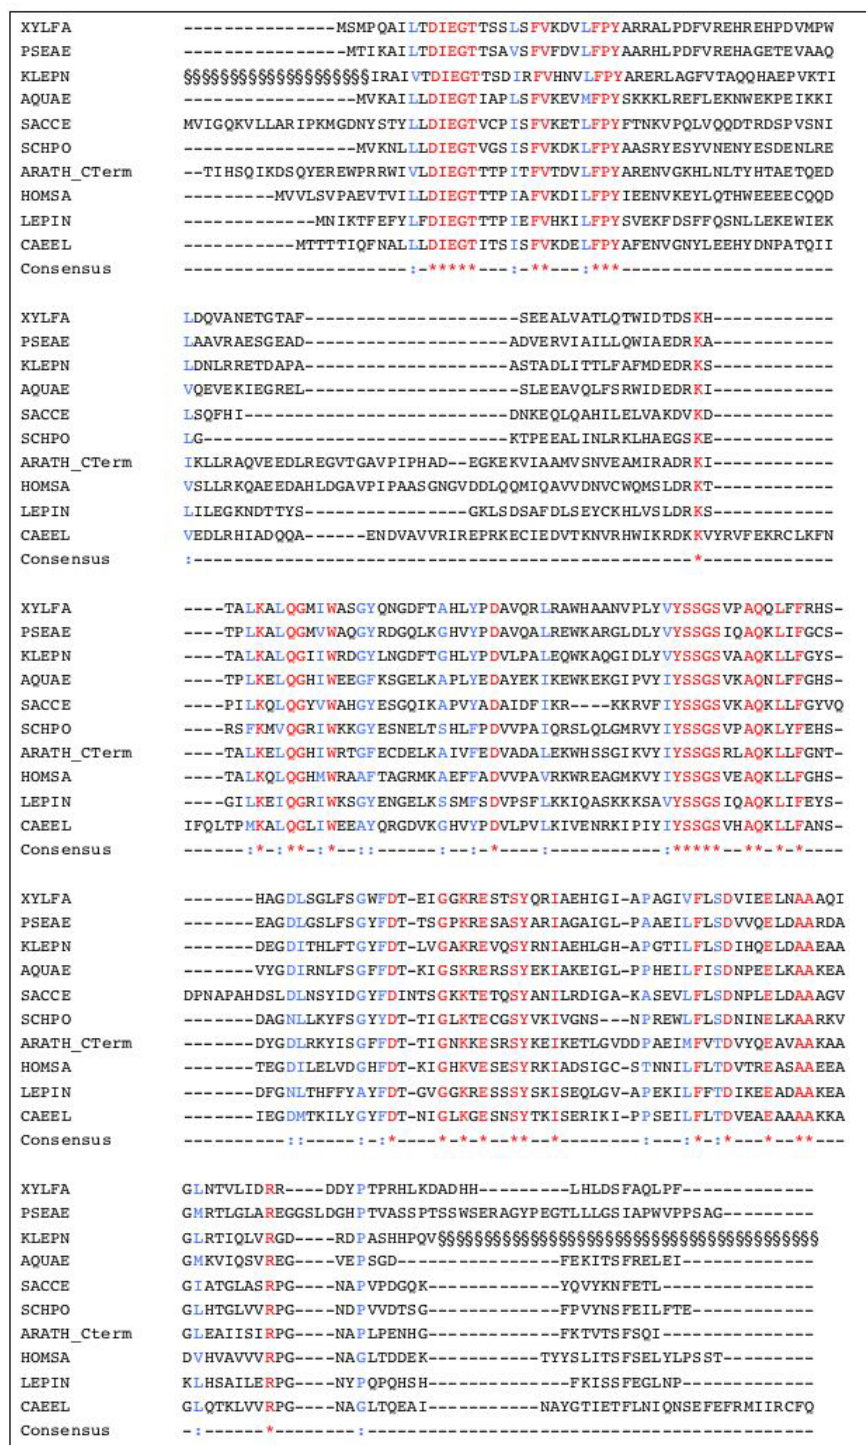 XYLFA -----------------MSMPQAILTDIEGTTSSLSFVKDVLFPYARRALPDFVREHREHPDVMPW
PSEAE ------------------MTIKAILTDIEGTTSAVSFVFDVLFPYAARHLPDFVREHAGETEVAAQ
KLEPN §§§§§§§§§§§§§§§§§§§§IRAIVTDIEGTTSDIRFVHNVLFPYARERLAGFVTAQQHAEPVKTI
AQUAE -------------------MVKAILLDIEGTIAPLSFVKEVMFPYSKKKLREFLEKNWEKPEIKKI
SACCE MVIGQKVLLARIPKMGDNYSTYLLDIEGTVCPISFVKETLFPYFTNKVPQLVQQDTRDSPVSNI
SCHPO -------------------MVKNLLLDIEGTVGSISFVKDKLFPYAASRYESYVNENYESDENLRE
ARATH_CTerm --TIHSQIKDSQYEREWPRRWIVLDIEGTTTPITFVTDVLFPYARENVGKHLNLTYHTAETQED
HOMSA ----------MVVLSVPAEVTVILLDIEGTTTPIAFVKDILFPYIEENVKEYLQTHWEEEECQQD
LEPIN --------------MNIKTFEFYLFDIEGTTTPIEFVHKILFPYSVEKFDSFFQSNLLEKEWIEK
CAEEL ------------MTTTTIQFNALLLDIEGTITSISFVKDELFPYAFENVGNYLEEHYDNPATQII
Consensus -------------------------:-*****---:-**---:***-----------------------

XYLFA LDQVANETGTAF-----------------------SEEALVATLQTWIDTDSKH-------------
PSEAE LAAVRAESGEAD----------------------ADVERVIAILLQWIAEDRKA-------------
KLEPN LDNLRRETDAPA----------------------ASTADLITTLFAFMDEDRKS-------------
AQUAE VQEVEKIEGREL-----------------------SLEEAVQLFSRWIDEDRKI-------------
SACCE LSQFHI----------------------------DNKEQLQAHILELVAKDVKD-------------
SCHPO LG--------------------------------KTPEEALINLRKLHAEGSKE-------------
ARATH_CTerm IKLLRAQVEEDLREGVTGAVPIPHAD--EGKEKVIAAMVSNVEAMIRADRKI-------------
HOMSA VSLLRKQAEEDAHLDGAVPIPAASGNGVDDLQQMIQAVVDNVCWQMSLDRKT-------------
LEPIN LILEGKNDTTYS---------------GKLSDSAFDLSEYCKHLVSLDRKS-------------
CAEEL VEDLRHIADQQA------ENDVAVVRIREPRKECIEDVTKNVRHWIKRDKKVYRVFEKRCLKFN
Consensus :------------------------------------------------------*-------------

XYLFA ----TALKALQGMIWASGYQNGDFTAHLYPDAVQRLRAWHAANVPLYVYSSGSVPAQQLFFRHS-
PSEAE ----TPLKALQGMVWAQGYRDGQLKGHVYPDAVQALREWKARGLDLYVYSSGSIQAQKLIFGCS-
KLEPN ----TALKALQGIIWRDGYLNGDFTGHLYPDVLPALEQWKAQGIDLYVYSSGSVAAQKLLFGYS-
AQUAE ----TPLKELQGHIWEEGFKSGELKAPLYEDAYEKIKEWKEKGIPVYIYSSGSVKAQNLFFGHS-
SACCE ----PILKQLQGYVWAHGYESGQIKAPVYADAIDFIKR----KKRVFIYSSGSVKAQKLLFGYVQ
SCHPO ----RSFKMVQGRIWKKGYESNELTSHLFPDVVPAIQRSLQLGMRVYIYSSGSVPAQKLYFEHS-
ARATH_CTerm ----TALKELQGHIWRTGFECDELKAIVFEDVADALEKWHSSGIKVYIYSSGSRLAQKLLFGNT-
HOMSA ----TALKQLQGHMWRAAFTAGRMKAEFFADVVPAVRKWREAGMKVYIYSSGSVEAQKLLFGHS-
LEPIN ----GILKEIQGRIWKSGYENGELKSSMFSDVPSFLKKIQASKKKSAVYSSGSIQAQKLIFEYS-
CAEEL IFQLTPMKALQGLIWEEAYQRGDVKGHVYPDVLPVLKIVENRKIPIYIYSSGSVHAQKLLFANS-
Consensus ------:*-:**-:*--::------:--:-*----:-----------:*****--**-*-*----

XYLFA -------HAGDLSGLFSGWFDT-EIGGKRESTSYQRIAEHIGI-APAGIVFLSDVIEELNAAAQI
PSEAE -------EAGDLGSLFSGYFDT-TSGPKRESASYARIAGAIGL-PAAEILFLSDVVQELDAARDA
KLEPN -------DEGDITHLFTGYFDT-LVGAKREVQSYRNIAEHLGH-APGTILFLSDIHQELDAAEAA
AQUAE -------VYGDIRNLFSGFFDT-KIGSKRERSSYEKIAKEIGL-PPHEILFISDNPEELKAAKEA
SACCE DPNAPAHDSLDLNSYIDGYFDINTSGKKTETQSYANILRDIGA-KASEVLFLSDNPLELDAAAGV
SCHPO -------DAGNLLKYFSGYYDT-TIGLKTECGSYVKIVGNS--NPREWLFLSDNINELKAARKV
ARATH_CTerm -------DYGDLRKYISGFFDT-TIGNKKESRSYKEIKETLGVDDPAEIMFVTDVYQEAVAAKAA
HOMSA -------TEGDILELVDGHFDT-KIGHKVESESYRKIADSIGC-STNNILFLTDVTREASAAEEA
LEPIN -------DFGNLTHFFYAYFDT-GVGGKRESSSYSKISEQLGV-APEKILFFTDIKEEADAAKEA
CAEEL -------IEGDMTKILYGYFDT-NIGLKGESNSYTKISERIKI-PPSEILFLTDVEAEAAAAKKA
Consensus ----------::-----:-:*----*-*-*--**--*--------:---:*-:*---*--**---

XYLFA GLNTVLIDRR----DDYPTPRHLKDADHH---------LHLDSFAQLPF------------
PSEAE GMRTLGLAREGGSLDGHPTVASSPTSSWSERAGYPEGTLLLGSIAPWVPPSAG---------
KLEPN GLRTIQLVRGD----RDPASHHPQV§§§§§§§§§§§§§§§§§§§§§§§§§§§§§§§§§§§§§§§§§
AQUAE GMKVIQSVREG----VEPSGD-----------------FEKITSFRELEI-------------
SACCE GIATGLASRPG----NAPVPDGQK--------------YQVYKNFETL---------------
SCHPO GLHTGLVVRPG----NDPVVDTSG--------------FPVYNSFEILFTE------------
ARATH_Cterm GLEAIISIRPG----NAPLPENHG--------------FKTVTSFSQI---------------
HOMSA DVHVAVVVRPG----NAGLTDDEK------------TYYSLITSFSELYLPSST---------
LEPIN KLHSAILERPG----NYPQPQHSH--------------FKISSFEGLNP--------------
CAEEL GLQTKLVVRPG----NAGLTQEAI------------NAYGTIETFLNIQNSEFEFRMIIRCFQ
Consensus -:------*--------:---------------------------------------------